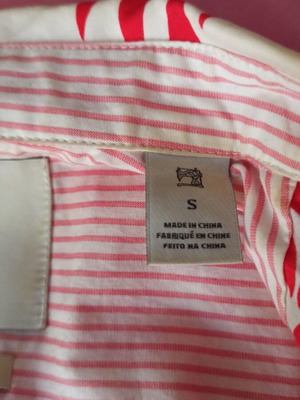 S
MADE IN CHINA
FABRIQUÉ EN CHINE
FEITO NA CHINA